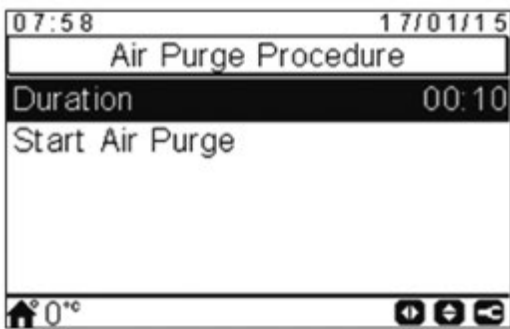 07:58 17/01/15
Air Purge Procedure
Duration 00:10
Start Air Purge
0°C